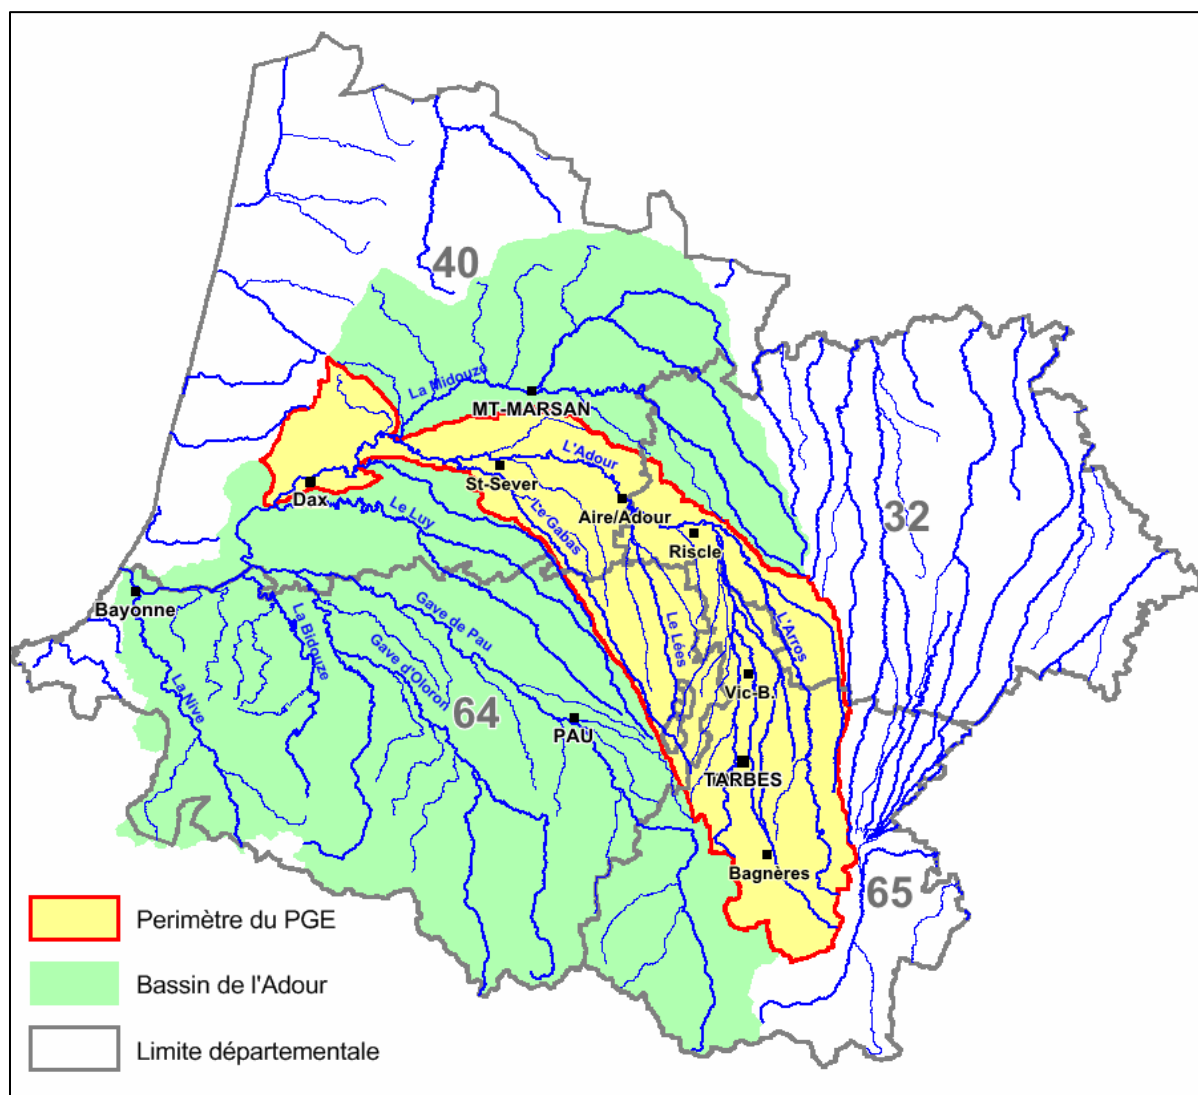 40
La Midouze
MT-MARSAN
L'Adour
St-Sever
Dax
Aire/Adour
32
Le Luy
Le Gabas
Riscle
Bayonne
Gave de Pau
La Bidouze
Le Lées
L'Arros
Gave d'Oloron
La Nive
64
Vic-B.
PAU
TARBES
Bagnères
65
Perimètre du PGE
Bassin de l'Adour
Limite départementale